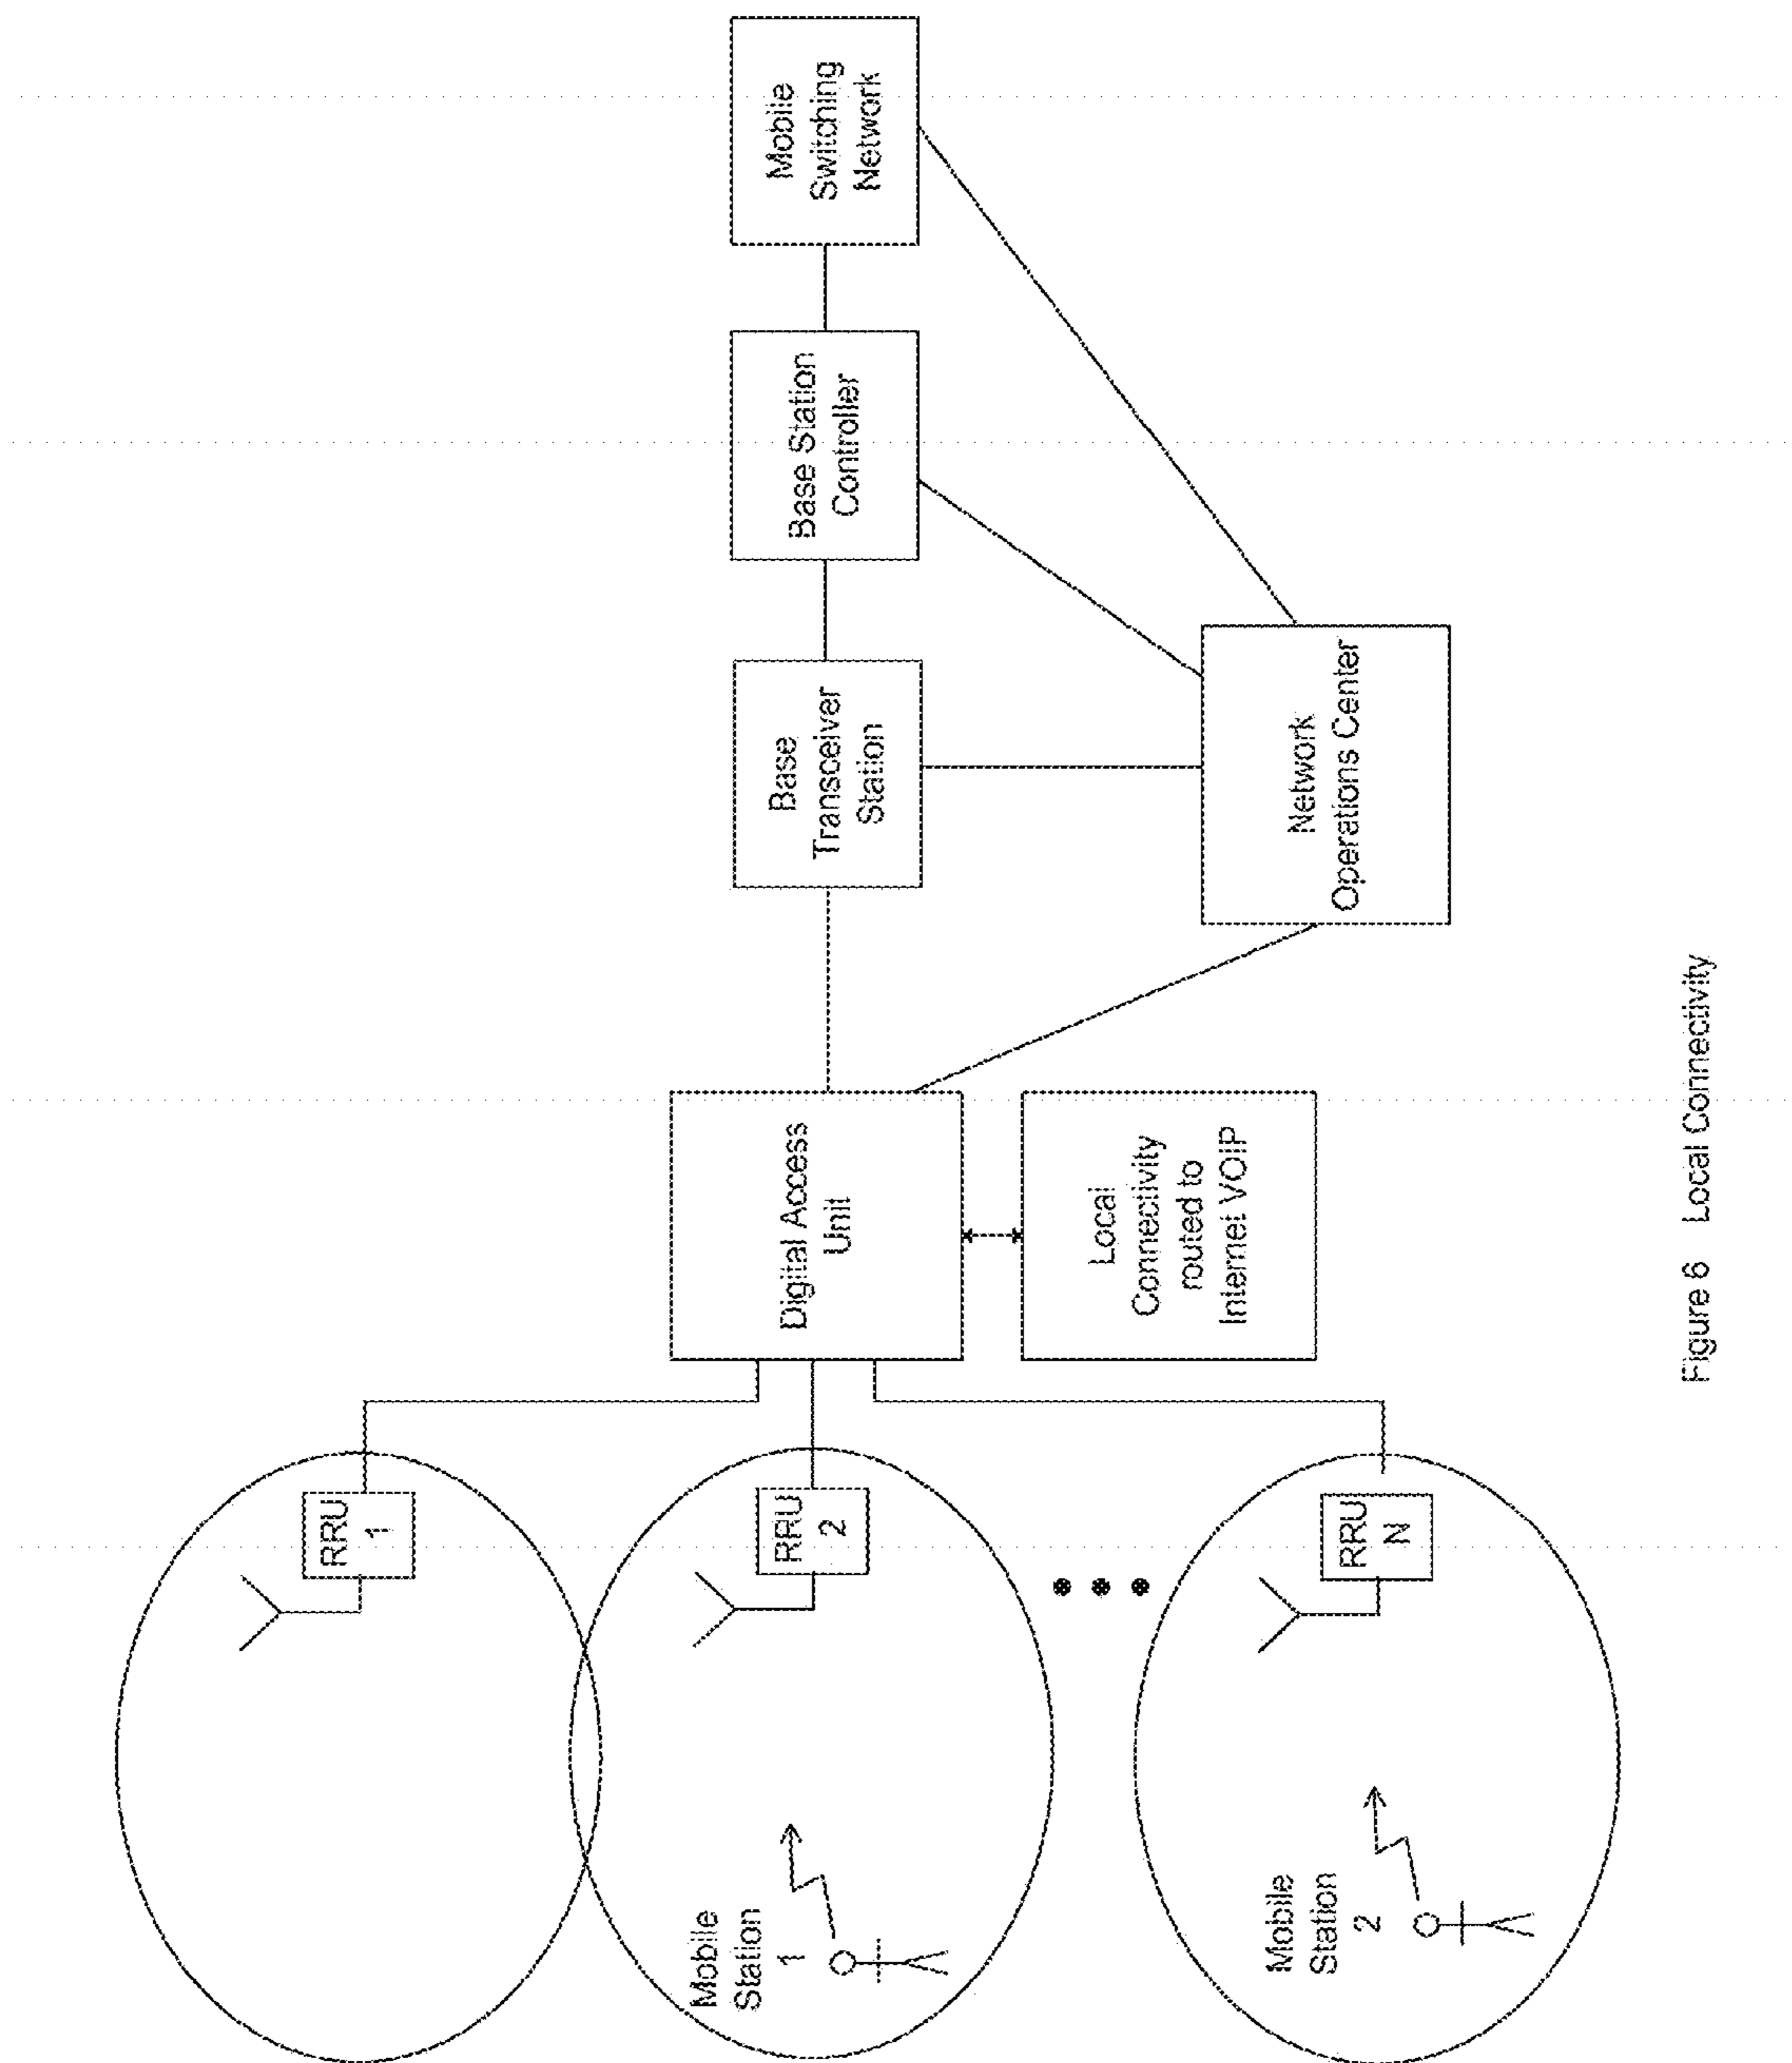 RRU
1
RRU
2
RRU
N
Mobile
Station
1
Mobile
Station
2
Digital Access
Unit
Local
Connectivity
routed to
Internet VOIP
Base
Transceiver
Station
Base Station
Controller
Mobile
Switching
Network
Network
Operations Center
Figure 6 Local Connectivity